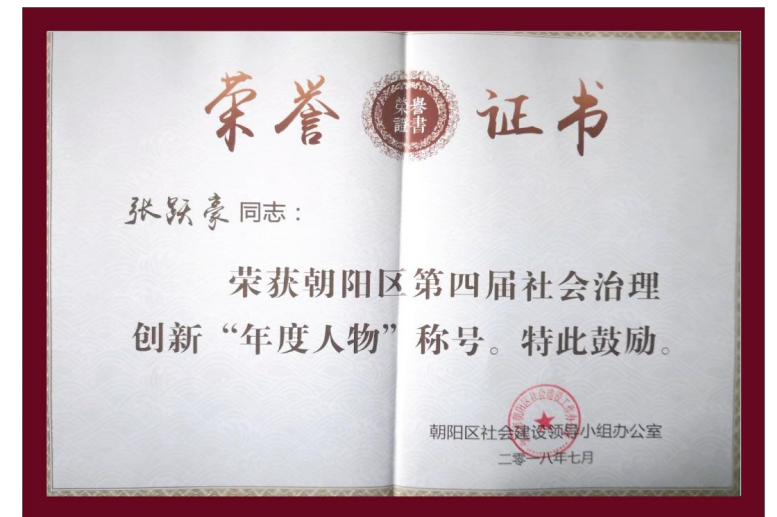 荣誉证书
榮譽
證書
张跃豪 同志：
荣获朝阳区第四届社会治理
创新“年度人物”称号。特此鼓励。
朝阳区社会建设领导小组办公室
二零一八年七月